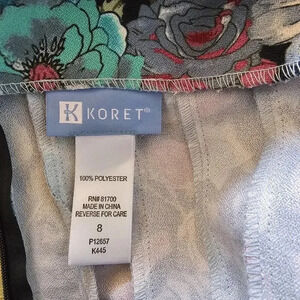 K KORET®
100% POLYESTER
RN# 81700
MADE IN CHINA
REVERSE FOR CARE
8
P12657
K445